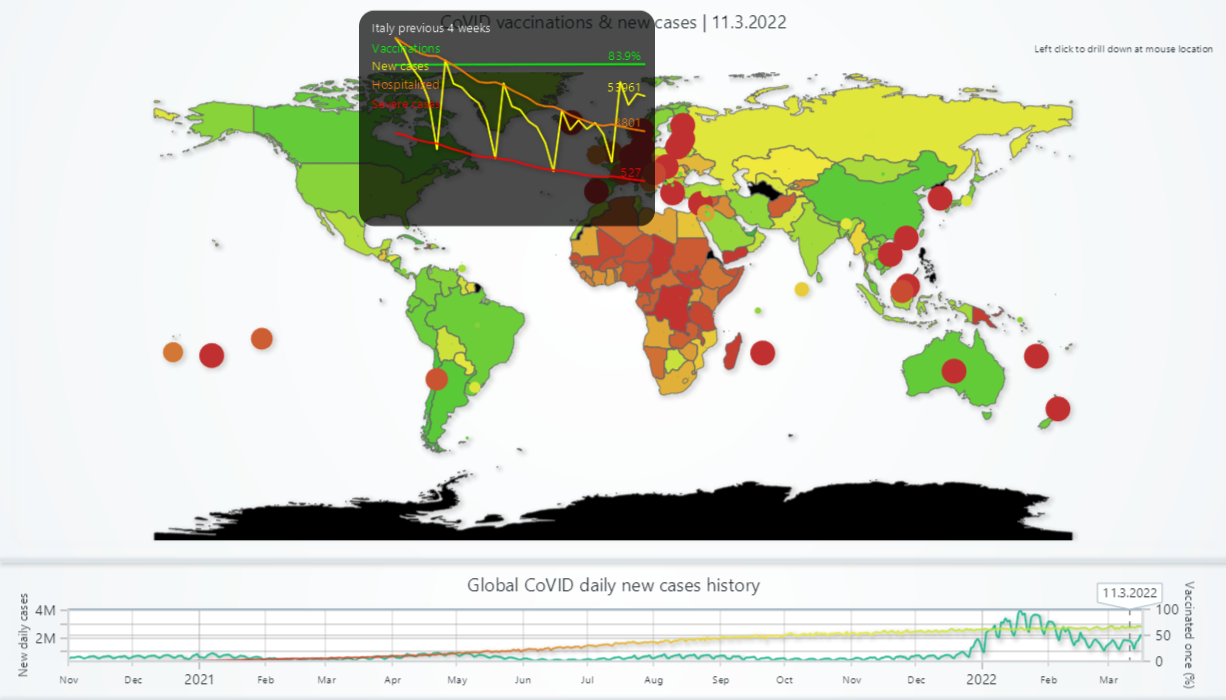 CoVID vaccinations & new cases | 11.3.2022
Left click to drill down at mouse location
Italy previous 4 weeks
Vaccinations 83.9%
New cases
53961
Hospitalized
4801
Severe cases
527
Global CoVID daily new cases history
11.3.2022
New daily cases
4M
2M
100
50
0
Vaccinated once (%)
Nov Dec 2021 Feb Mar Apr May Jun Jul Aug Sep Oct Nov Dec 2022 Feb Mar